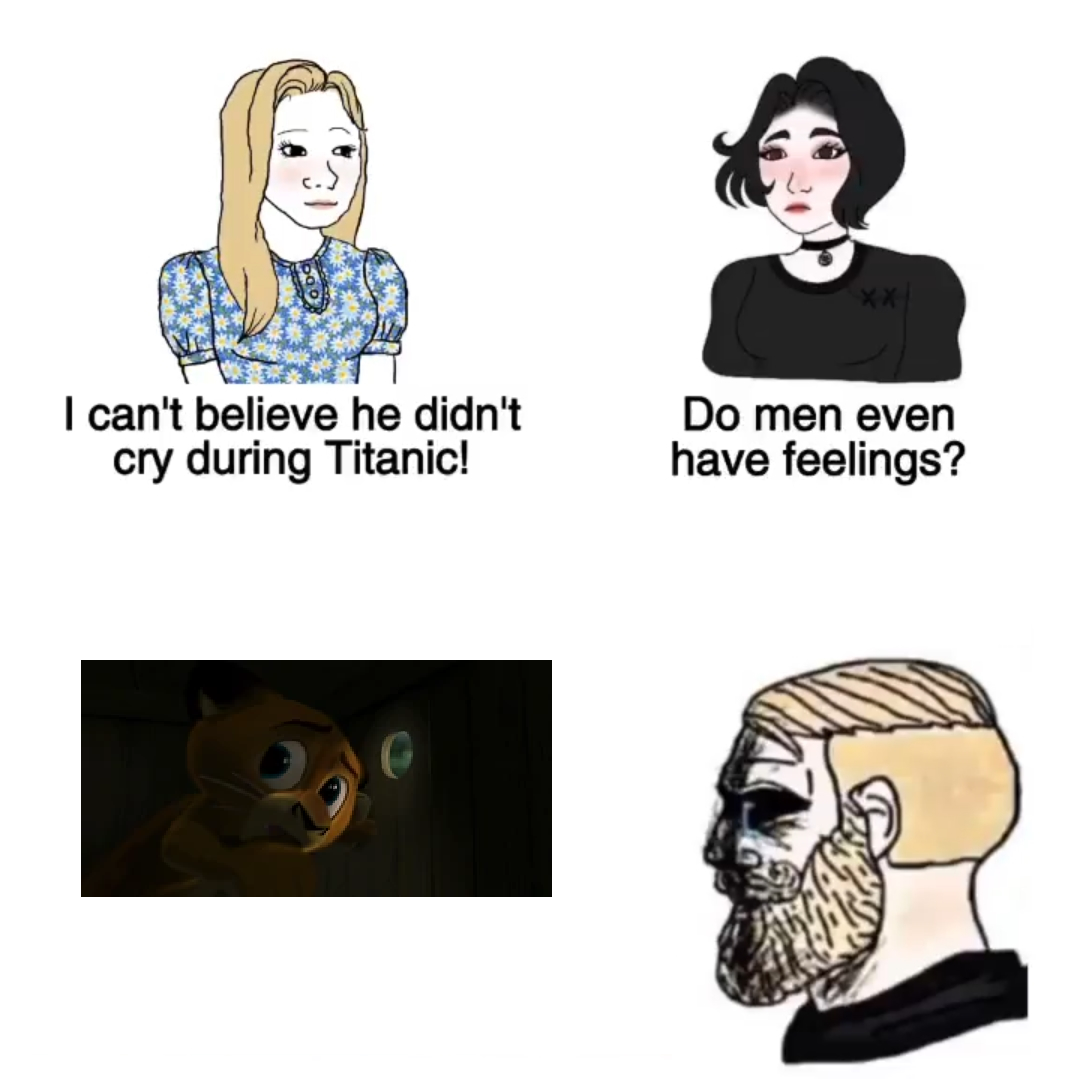 I can't believe he didn't
cry during Titanic!
Do men even
have feelings?